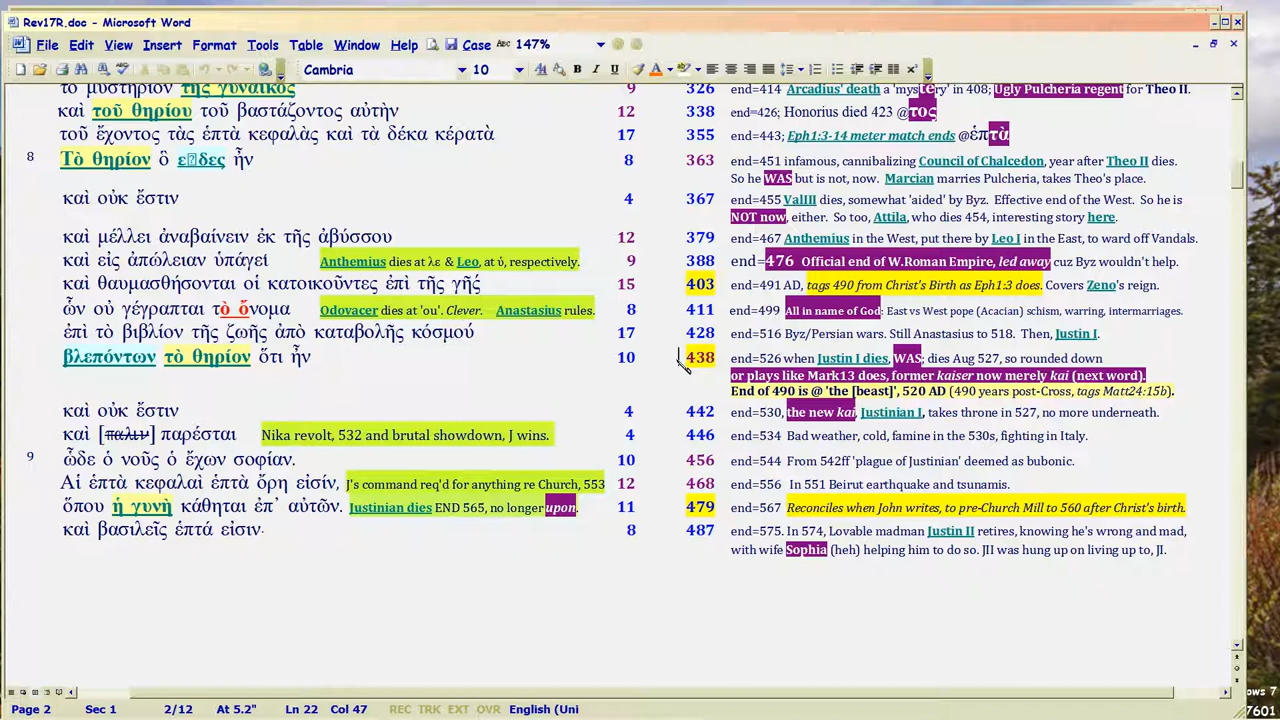 Rev17R.doc - Microsoft Word
File Edit View Insert Format Tools Table Window Help Case 147%
Cambria 10
τὸ μυστήριον τῆς γυναικὸς 9 326 end=414 Arcadius' death a 'mystery' in 408; Ugly Pulcheria regent for Theo II.
καὶ τοῦ θηρίου τοῦ βαστάζοντος αὐτὴν 12 338 end=426; Honorius died 423 @τος
τοῦ ἔχοντος τὰς ἑπτὰ κεφαλὰς καὶ τὰ δέκα κέρατὰ 17 355 end=443; Eph1:3-14 meter match ends @ἑπτὰ
8 Τὸ θηρίον ὃ ε􏿽δες ἦν 8 363 end=451 infamous, cannibalizing Council of Chalcedon, year after Theo II dies.
So he WAS but is not, now. Marcian marries Pulcheria, takes Theo's place.
καὶ οὐκ ἔστιν 4 367 end=455 ValIII dies, somewhat 'aided' by Byz. Effective end of the West. So he is
NOT now, either. So too, Attila, who dies 454, interesting story here.
καὶ μέλλει ἀναβαίνειν ἐκ τῆς ἀβύσσου 12 379 end=467 Anthemius in the West, put there by Leo I in the East, to ward off Vandals.
καὶ εἰς ἀπώλειαν ὑπάγεί Anthemius dies at λε & Leo, at ὑ, respectively. 9 388 end=476 Official end of W.Roman Empire, led away cuz Byz wouldn't help.
καὶ θαυμασθήσονται οἱ κατοικοῦντες ἐπὶ τῆς γῆς 15 403 end=491 AD, tags 490 from Christ's Birth as Eph1:3 does. Covers Zeno's reign.
ὧν οὐ γέγραπται τὸ ὄνομα Odovacer dies at 'ou'. Clever. Anastasius rules. 8 411 end=499 All in name of God: East vs West pope (Acacian) schism, warring, intermarriages.
ἐπὶ τὸ βιβλίον τῆς ζωῆς ἀπὸ καταβολῆς κόσμού 17 428 end=516 Byz/Persian wars. Still Anastasius to 518. Then, Justin I.
βλεπόντων τὸ θηρίον ὅτι ἦν 10 438 end=526 when Justin I dies, WAS; dies Aug 527, so rounded down
or plays like Mark13 does, former kaiser now merely kai (next word).
End of 490 is @ 'the [beast]', 520 AD (490 years post-Cross, tags Matt24:15b).
καὶ οὐκ ἔστιν 4 442 end=530, the new kai, Justinian I, takes throne in 527, no more underneath.
καὶ [παλιν] παρέσται Nika revolt, 532 and brutal showdown, J wins. 4 446 end=534 Bad weather, cold, famine in the 530s, fighting in Italy.
9 ὧδε ὁ νοῦς ὁ ἔχων σοφίαν. 10 456 end=544 From 542ff 'plague of Justinian' deemed as bubonic.
Αἱ ἑπτὰ κεφαλαὶ ἑπτὰ ὄρη εἰσίν, J's command req'd for anything re Church, 553 12 468 end=556 In 551 Beirut earthquake and tsunamis.
ὅπου ἡ γυνὴ κάθηται ἐπ' αὐτῶν. Justinian dies END 565, no longer upon. 11 479 end=567 Reconciles when John writes, to pre-Church Mill to 560 after Christ's birth.
καὶ βασιλεῖς ἑπτά εἰσιν· 8 487 end=575. In 574, Lovable madman Justin II retires, knowing he's wrong and mad,
with wife Sophia (heh) helping him to do so. JII was hung up on living up to, JI.
Page 2 Sec 1 2/12 At 5.2" Ln 22 Col 47 REC TRK EXT OVR English (Uni
ows 7
7601